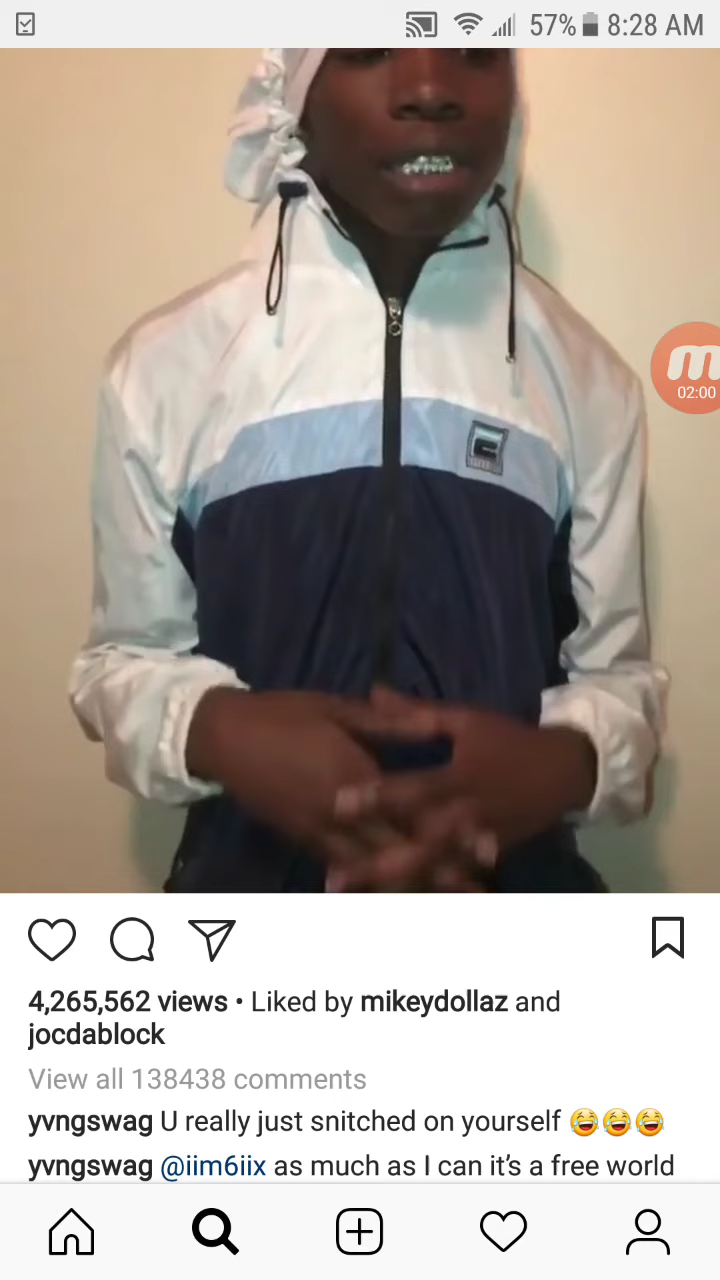 57% 8:28 AM
m
02:00
4,265,562 views • Liked by mikeydollaz and
jocdablock
View all 138438 comments
yvngswag U really just snitched on yourself 😂😂😂
yvngswag @iim6iix as much as I can it's a free world